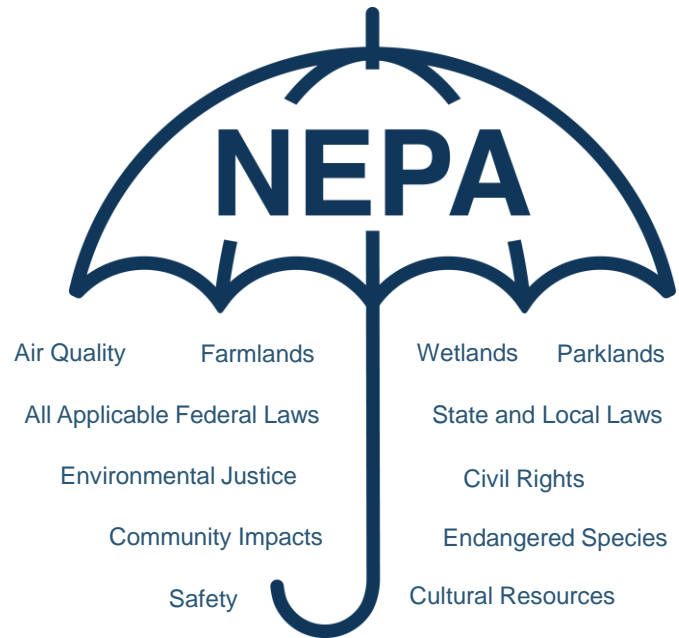 NEPA
Air Quality Farmlands Wetlands Parklands
All Applicable Federal Laws State and Local Laws
Environmental Justice Civil Rights
Community Impacts Endangered Species
Safety Cultural Resources